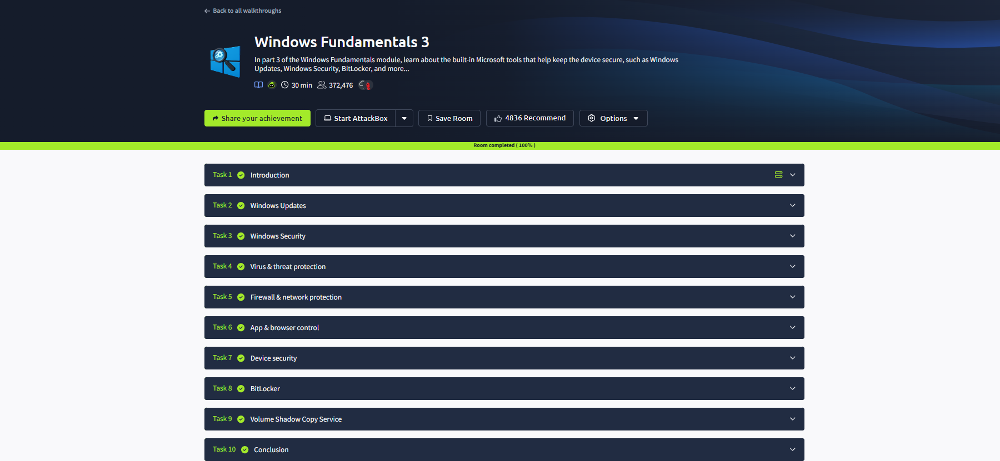 Back to all walkthroughs
Windows Fundamentals 3
In part 3 of the Windows Fundamentals module, learn about the built-in Microsoft tools that help keep the device secure, such as Windows
Updates, Windows Security, BitLocker, and more...
30 min 372,476
Share your achievement Start AttackBox Save Room 4836 Recommend Options
Room completed ( 100% )
Task 1 Introduction
Task 2 Windows Updates
Task 3 Windows Security
Task 4 Virus & threat protection
Task 5 Firewall & network protection
Task 6 App & browser control
Task 7 Device security
Task 8 BitLocker
Task 9 Volume Shadow Copy Service
Task 10 Conclusion